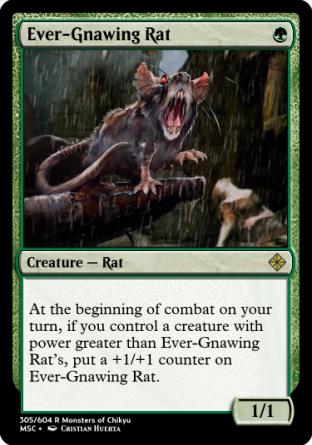 Ever-Gnawing Rat
Creature — Rat
At the beginning of combat on your
turn, if you control a creature with
power greater than Ever-Gnawing
Rat's, put a +1/+1 counter on
Ever-Gnawing Rat.
1/1
305/604 R Monsters of Chikyu
MSC • Cristian Huerta